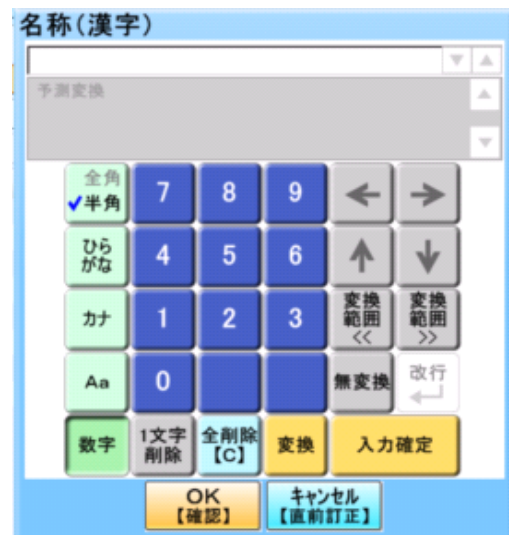 名称(漢字)
▼ ▲
予測変換
▲
▼
全角
✔半角 7 8 9 ← →
ひら
がな 4 5 6 ↑ ↓
カナ 1 2 3 変換
範囲
<< 変換
範囲
>>
Aa 0 無変換 改行
↵
数字 1文字
削除 全削除
【C】 変換 入力確定
OK
【確認】
キャンセル
【直前訂正】